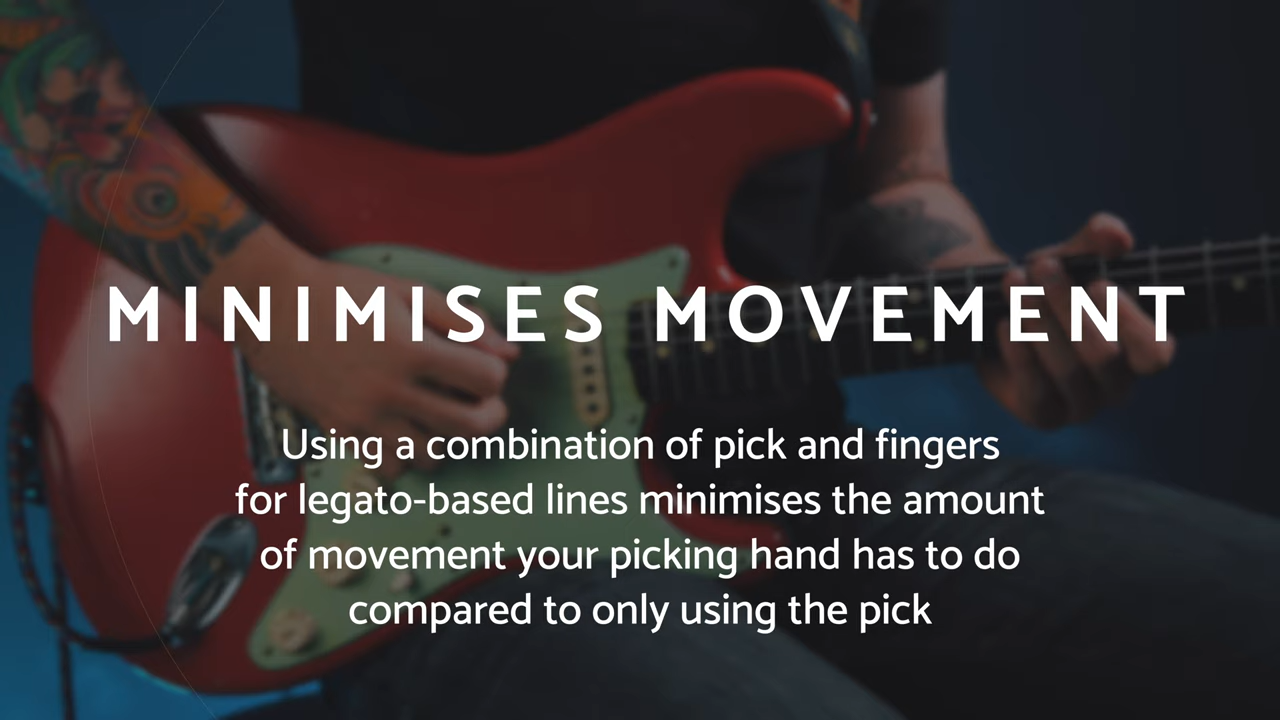 MINIMISES MOVEMENT
Using a combination of pick and fingers
for legato-based lines minimises the amount
of movement your picking hand has to do
compared to only using the pick